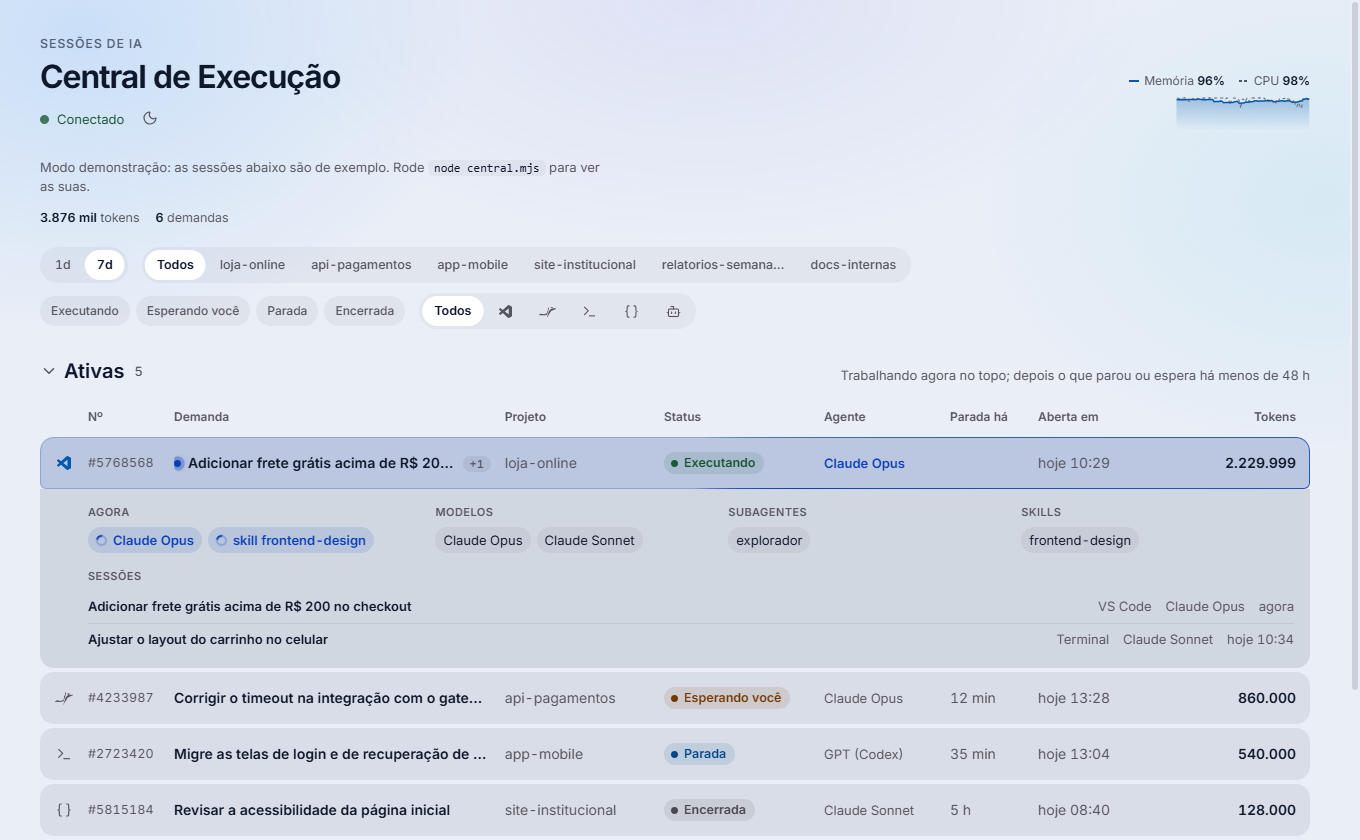 SESSÕES DE IA
Central de Execução
Memória 96% CPU 98%
Conectado
Modo demonstração: as sessões abaixo são de exemplo. Rode node central.mjs para ver
as suas.
3.876 mil tokens 6 demandas
1d 7d Todos loja-online api-pagamentos app-mobile site-institucional relatorios-semana... docs-internas
Executando Esperando você Parada Encerrada Todos
Ativas 5
Trabalhando agora no topo; depois o que parou ou espera há menos de 48 h
Nº Demanda Projeto Status Agente Parada há Aberta em Tokens
#5768568 Adicionar frete grátis acima de R$ 20... +1 loja-online Executando Claude Opus hoje 10:29 2.229.999
AGORA MODELOS SUBAGENTES SKILLS
Claude Opus skill frontend-design Claude Opus Claude Sonnet explorador frontend-design
SESSÕES
Adicionar frete grátis acima de R$ 200 no checkout VS Code Claude Opus agora
Ajustar o layout do carrinho no celular Terminal Claude Sonnet hoje 10:34
#4233987 Corrigir o timeout na integração com o gate... api-pagamentos Esperando você Claude Opus 12 min hoje 13:28 860.000
#2723420 Migre as telas de login e de recuperação de ... app-mobile Parada GPT (Codex) 35 min hoje 13:04 540.000
#5815184 Revisar a acessibilidade da página inicial site-institucional Encerrada Claude Sonnet 5 h hoje 08:40 128.000